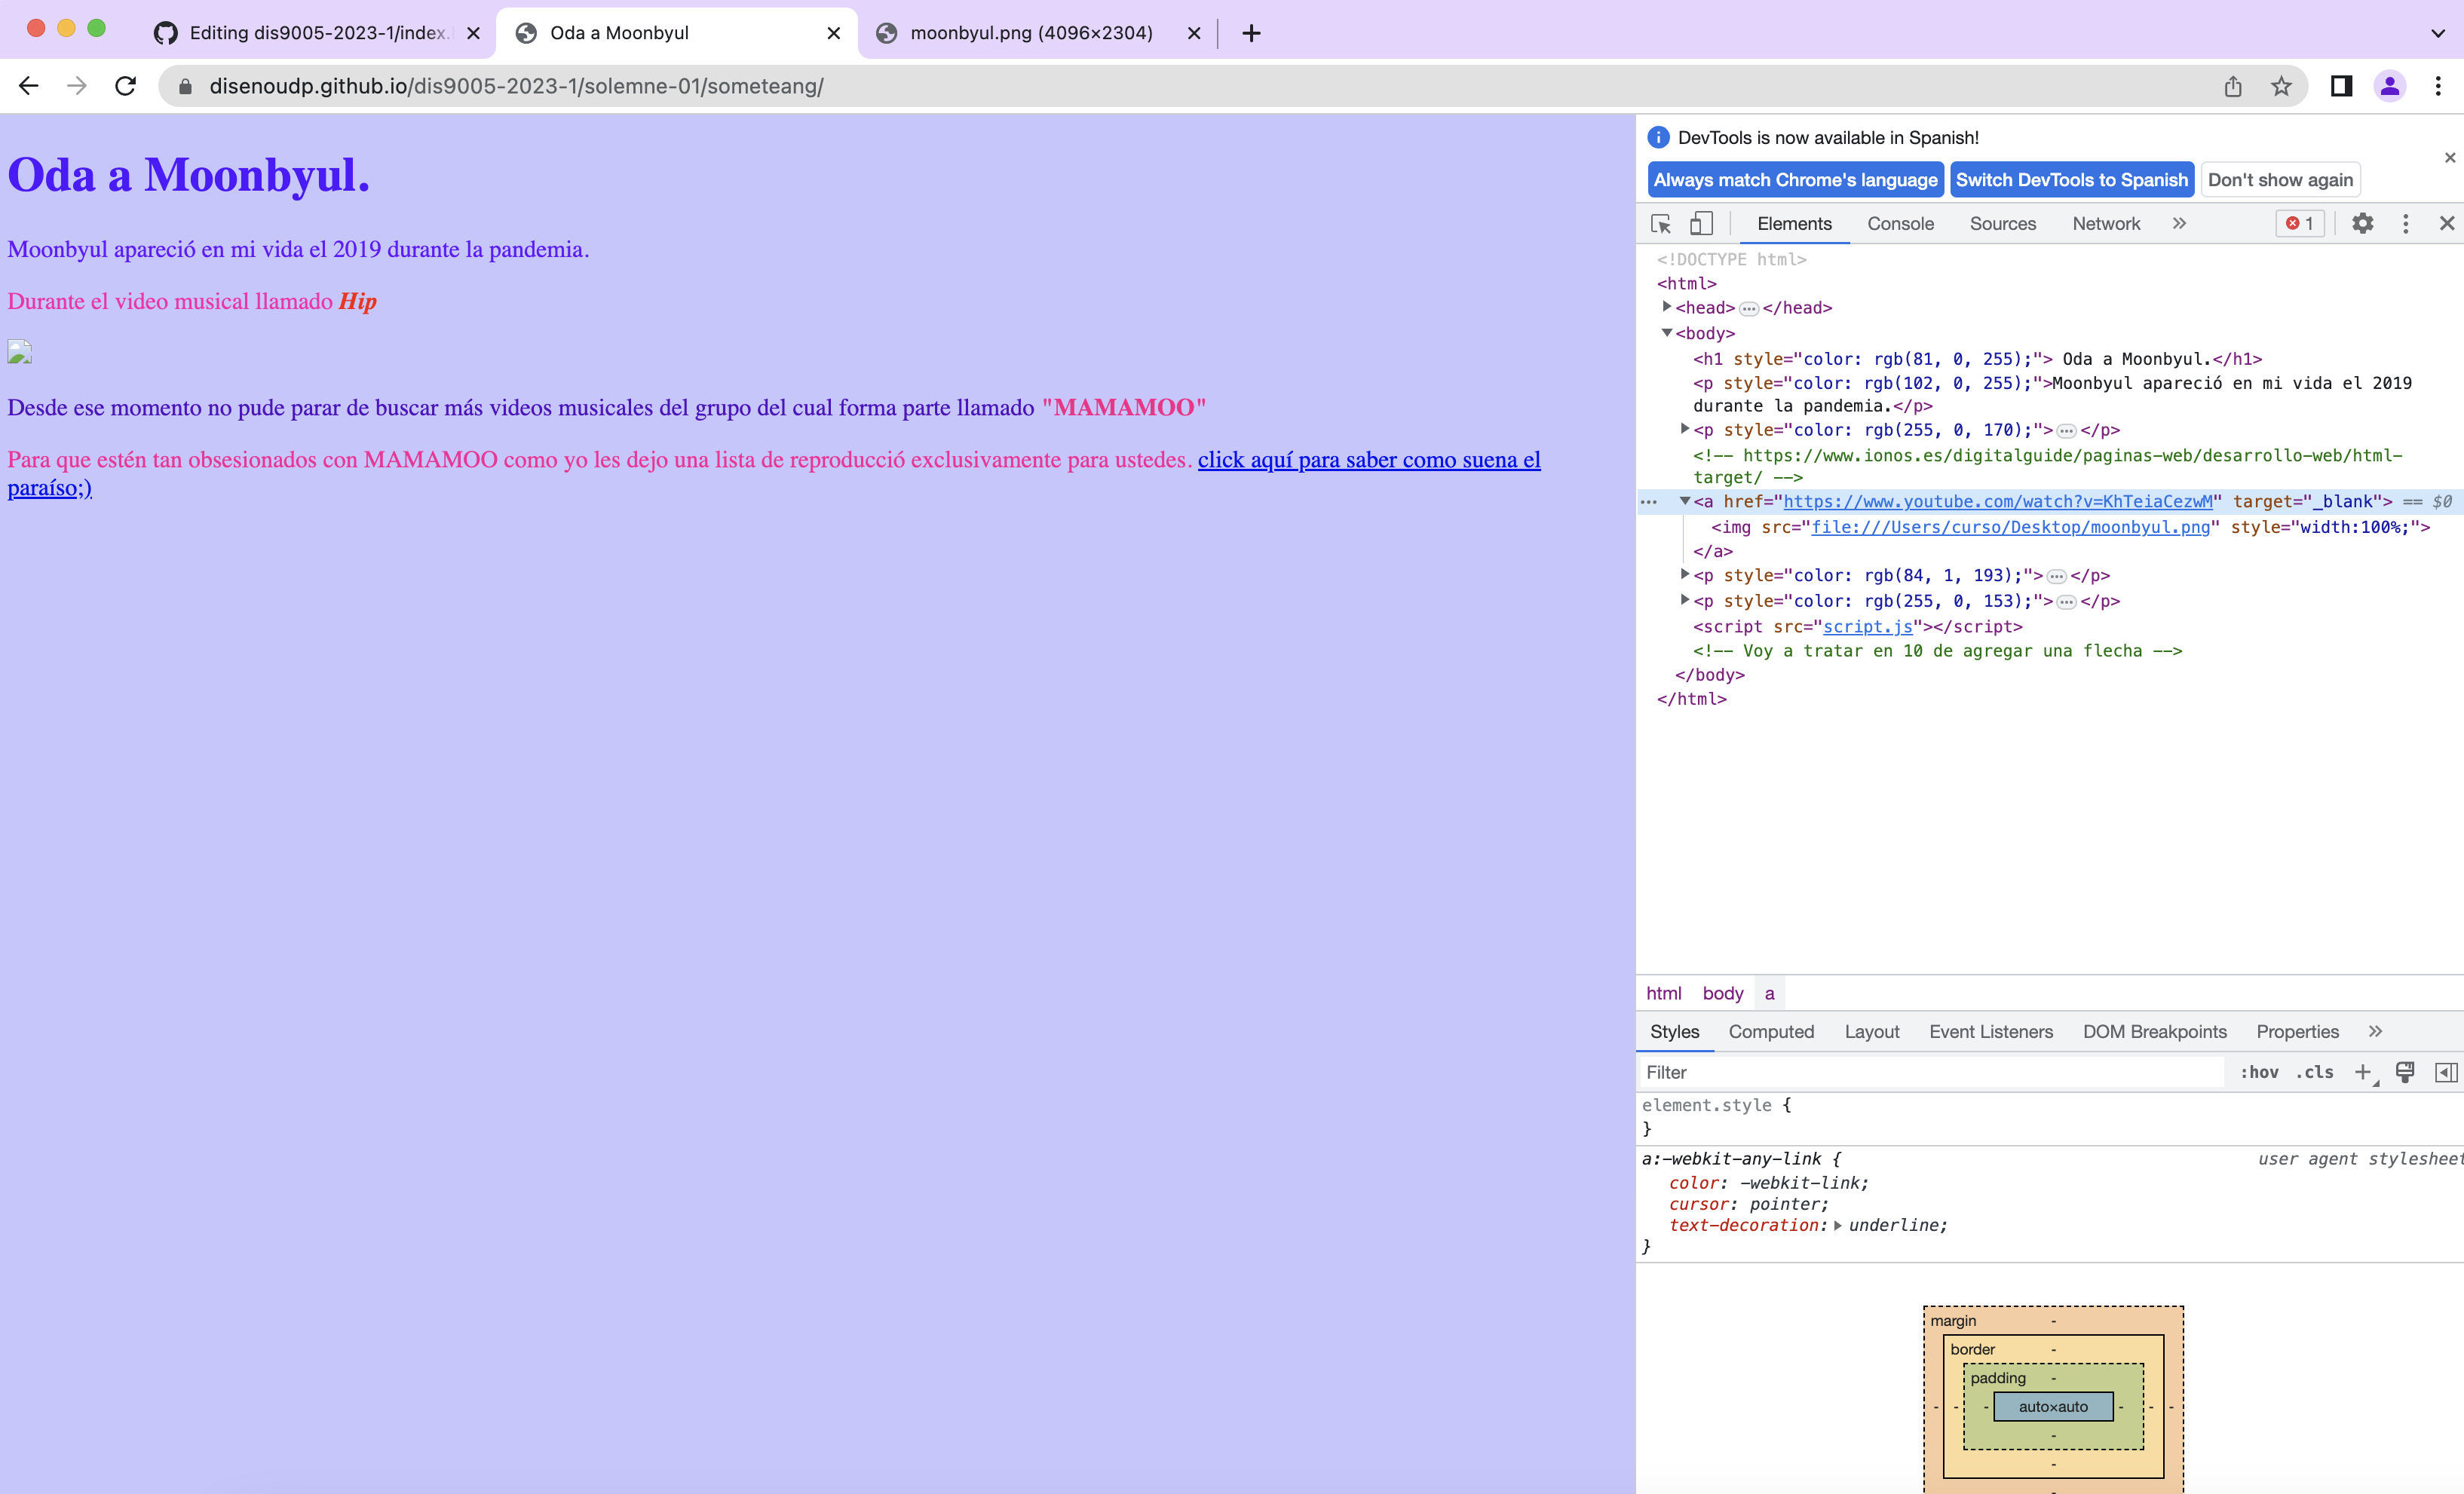 Editing dis9005-2023-1/index.
Oda a Moonbyul
moonbyul.png (4096×2304)
disenoudp.github.io/dis9005-2023-1/solemne-01/someteang/
Oda a Moonbyul.
Moonbyul apareció en mi vida el 2019 durante la pandemia.
Durante el video musical llamado Hip
Desde ese momento no pude parar de buscar más videos musicales del grupo del cual forma parte llamado "MAMAMOO"
Para que estén tan obsesionados con MAMAMOO como yo les dejo una lista de reproducció exclusivamente para ustedes. click aquí para saber como suena el
paraíso;)
DevTools is now available in Spanish!
Always match Chrome's language Switch DevTools to Spanish Don't show again
Elements Console Sources Network » 1
<!DOCTYPE html>
<html>
<head> … </head>
<body>
<h1 style="color: rgb(81, 0, 255);"> Oda a Moonbyul.</h1>
<p style="color: rgb(102, 0, 255);">Moonbyul apareció en mi vida el 2019
durante la pandemia.</p>
<p style="color: rgb(255, 0, 170);"> … </p>
<!-- https://www.ionos.es/digitalguide/paginas-web/desarrollo-web/html-
target/ -->
… <a href="https://www.youtube.com/watch?v=KhTeiaCezwM" target="_blank"> == $0
<img src="file:///Users/curso/Desktop/moonbyul.png" style="width:100%;">
</a>
<p style="color: rgb(84, 1, 193);"> … </p>
<p style="color: rgb(255, 0, 153);"> … </p>
<script src="script.js"></script>
<!-- Voy a tratar en 10 de agregar una flecha -->
</body>
</html>
html body a
Styles Computed Layout Event Listeners DOM Breakpoints Properties »
Filter :hov .cls +
element.style {
}
a:-webkit-any-link { user agent stylesheet
color: -webkit-link;
cursor: pointer;
text-decoration: underline;
}
margin -
border -
padding -
- - - auto×auto - - -
-
-
-